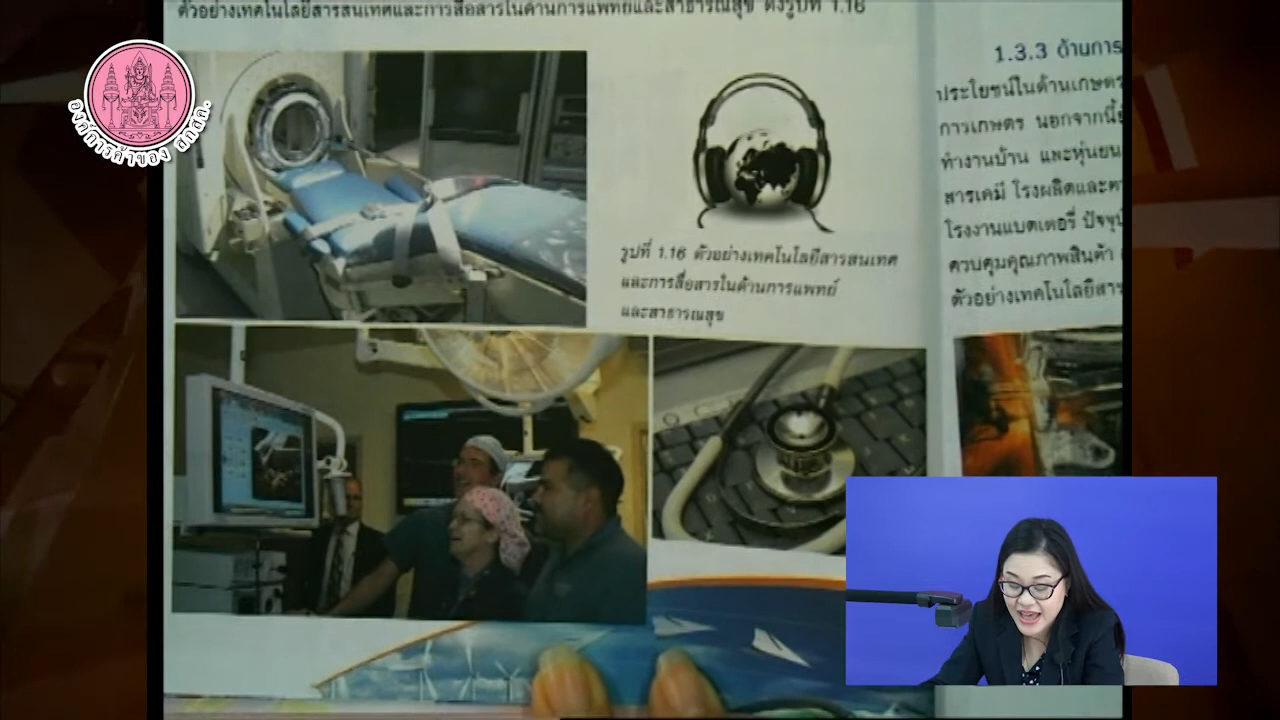 ตัวอย่างเทคโนโลยีสารสนเทศและการสื่อสารในด้านการแพทย์และสาธารณสุข ดังรูปที่ 1.16
องค์การค้าของ สกสค.
รูปที่ 1.16 ตัวอย่างเทคโนโลยีสารสนเทศ
และการสื่อสารในด้านการแพทย์
และสาธารณสุข
1.3.3 ด้านการ
ประโยชน์ในด้านเกษตร
การเกษตร นอกจากนี้
ทำงานบ้าน และหุ่นยน
สารเคมี โรงผลิตและ
โรงงานแบตเตอรี่ ปัจจุบั
ควบคุมคุณภาพสินค้า
ตัวอย่างเทคโนโลยีสาร